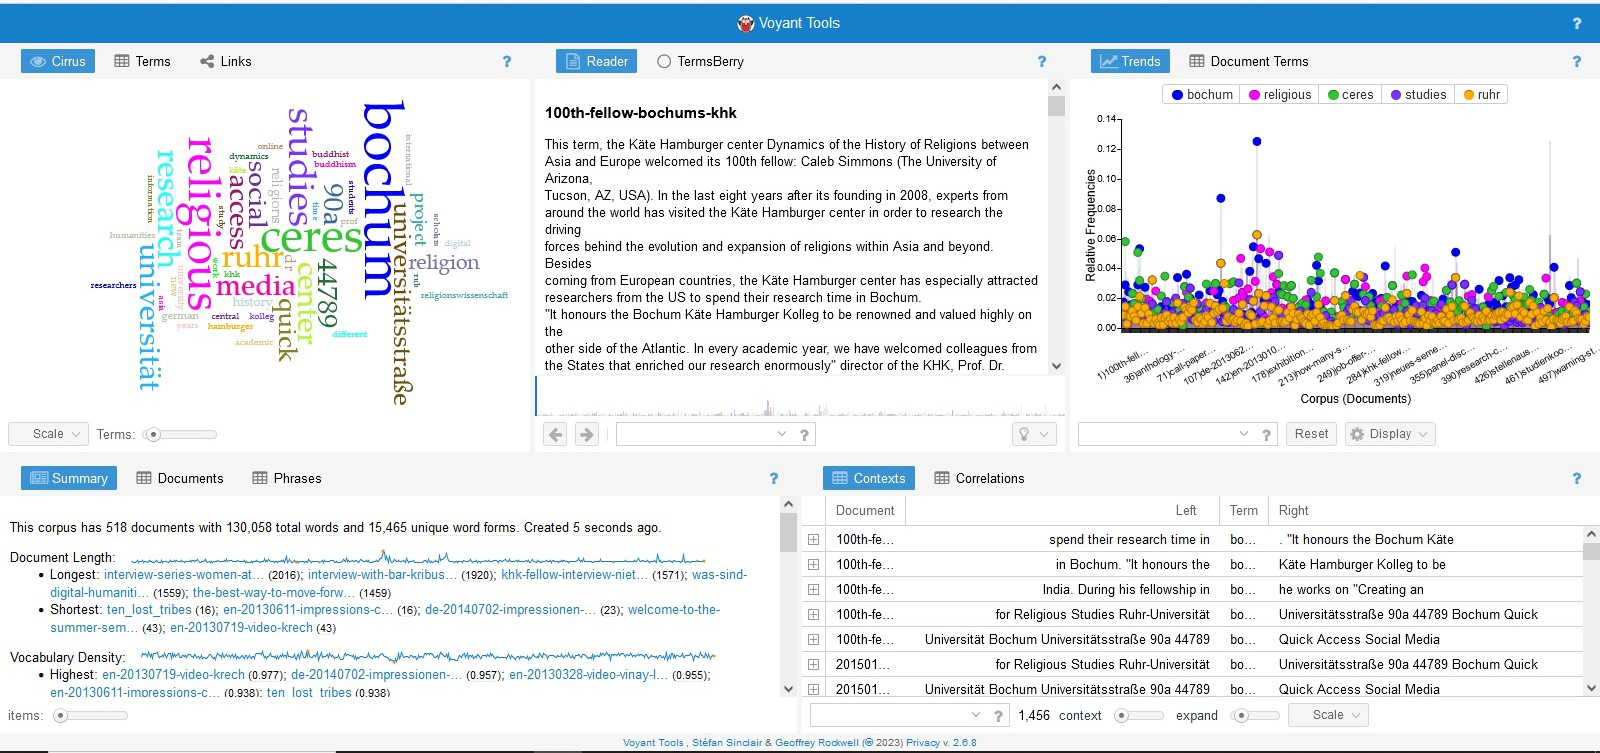 Voyant Tools
?
Cirrus
Terms
Links
?
Reader
TermsBerry
?
Trends
Document Terms
?
bochum
religious
ceres
studies
ruhr
studies
bochum
religious
research
online
dynamics
buddhist
buddhism
international
information
käte
access
social
religions
time
students
90a
prof
project
scholars
digital
humanities
team
study
ceres
universitätsstraße
universität
university
news
ruhr
dr
religion
work
khk
center
44789
rub
researchers
asia
media
history
quick
religionswissenschaft
german
central
kolleg
years
hamburger
different
academic
100th-fellow-bochums-khk
This term, the Käte Hamburger center Dynamics of the History of Religions between
Asia and Europe welcomed its 100th fellow: Caleb Simmons (The University of
Arizona,
Tucson, AZ, USA). In the last eight years after its founding in 2008, experts from
around the world has visited the Käte Hamburger center in order to research the
driving
forces behind the evolution and expansion of religions within Asia and beyond.
Besides
coming from European countries, the Käte Hamburger center has especially attracted
researchers from the US to spend their research time in Bochum.
"It honours the Bochum Käte Hamburger Kolleg to be renowned and valued highly on
the
other side of the Atlantic. In every academic year, we have welcomed colleagues from
the States that enriched our research enormously" director of the KHK, Prof. Dr.
Relative Frequencies
0.14
0.12
0.10
0.08
0.06
0.04
0.02
0.00
1)100th-fell...
36)anthology-...
71)call-paper...
107)de-2013062...
142)en-2013010...
178)exhibition...
213)how-many-s...
249)job-offer-...
284)khk-fellow...
319)neues-seme...
355)panel-disc...
390)research-c...
426)stellenaus...
461)studienkoo...
497)warning-st...
Corpus (Documents)
Scale
Terms:
?
?
Reset
Display
Summary
Documents
Phrases
?
Contexts
Correlations
?
This corpus has 518 documents with 130,058 total words and 15,465 unique word forms. Created 5 seconds ago.
Document Length:
• Longest: interview-series-women-at... (2016); interview-with-bar-kribus... (1920); khk-fellow-interview-niet... (1571); was-sind-
digital-humaniti... (1559); the-best-way-to-move-forw... (1459)
• Shortest: ten_lost_tribes (16); en-20130611-impressions-c... (16); de-20140702-impressionen-... (23); welcome-to-the-
summer-sem... (43); en-20130719-video-krech (43)
Vocabulary Density:
• Highest: en-20130719-video-krech (0.977); de-20140702-impressionen-... (0.957); en-20130328-video-vinay-l... (0.955);
en-20130611-impressions-c... (0.938); ten_lost_tribes (0.938)
items:
Document Left Term Right
100th-fe... spend their research time in bo... . "It honours the Bochum Käte
100th-fe... in Bochum. "It honours the bo... Käte Hamburger Kolleg to be
100th-fe... India. During his fellowship in bo... he works on "Creating an
100th-fe... for Religious Studies Ruhr-Universität bo... Universitätsstraße 90a 44789 Bochum Quick
100th-fe... Universität Bochum Universitätsstraße 90a 44789 bo... Quick Access Social Media
201501... for Religious Studies Ruhr-Universität bo... Universitätsstraße 90a 44789 Bochum Quick
201501... Universität Bochum Universitätsstraße 90a 44789 bo... Quick Access Social Media
?
1,456 context
expand
Scale
Voyant Tools , Stéfan Sinclair & Geoffrey Rockwell (© 2023) Privacy v. 2.6.8